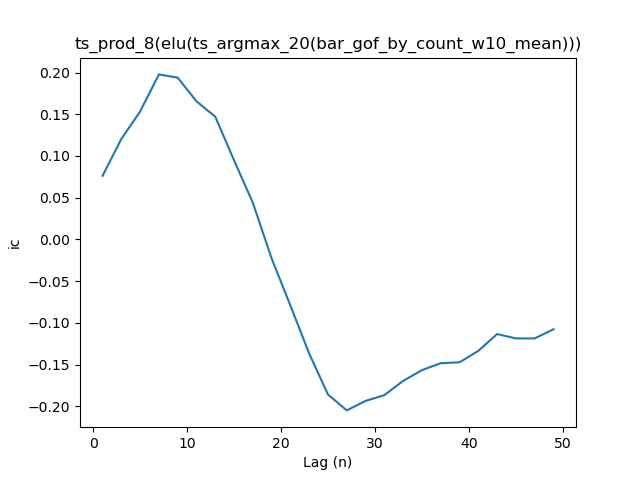 ts_prod_8(elu(ts_argmax_20(bar_gof_by_count_w10_mean)))
0.20
0.15
0.10
0.05
0.00
−0.05
−0.10
−0.15
−0.20
ic
0 10 20 30 40 50
Lag (n)